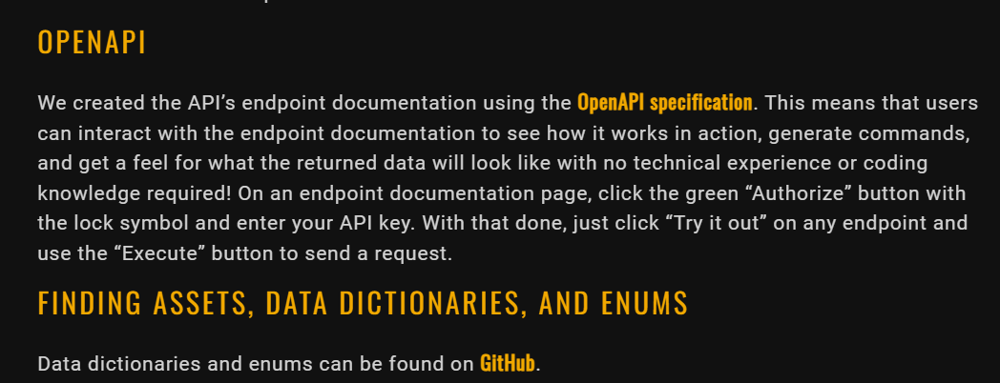 OPENAPI
We created the API’s endpoint documentation using the OpenAPI specification. This means that users
can interact with the endpoint documentation to see how it works in action, generate commands,
and get a feel for what the returned data will look like with no technical experience or coding
knowledge required! On an endpoint documentation page, click the green “Authorize” button with
the lock symbol and enter your API key. With that done, just click “Try it out” on any endpoint and
use the “Execute” button to send a request.
FINDING ASSETS, DATA DICTIONARIES, AND ENUMS
Data dictionaries and enums can be found on GitHub.